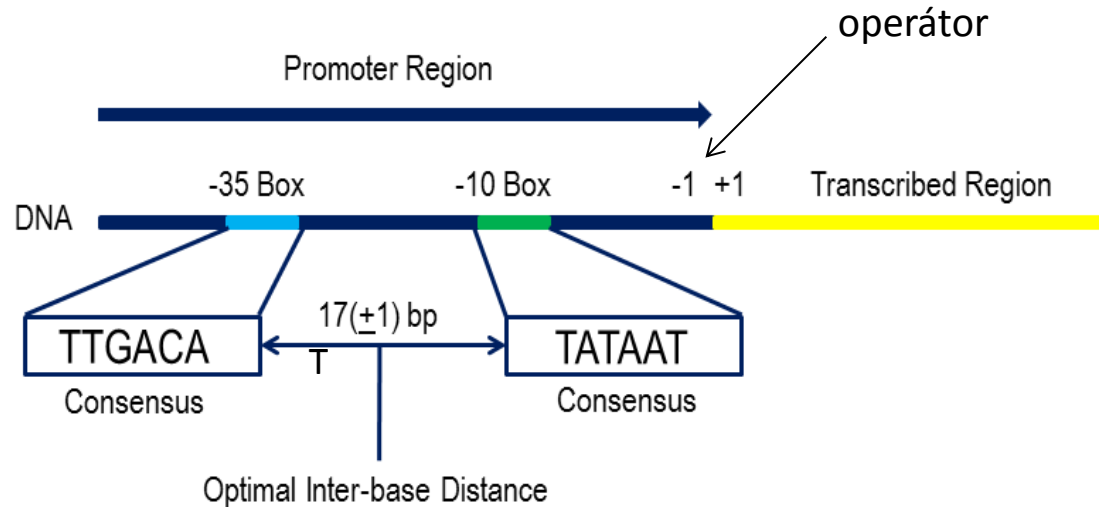 operátor
Promoter Region
-35 Box -10 Box -1 +1 Transcribed Region
DNA
17(±1) bp
TTGACA T TATAAT
Consensus Consensus
Optimal Inter-base Distance